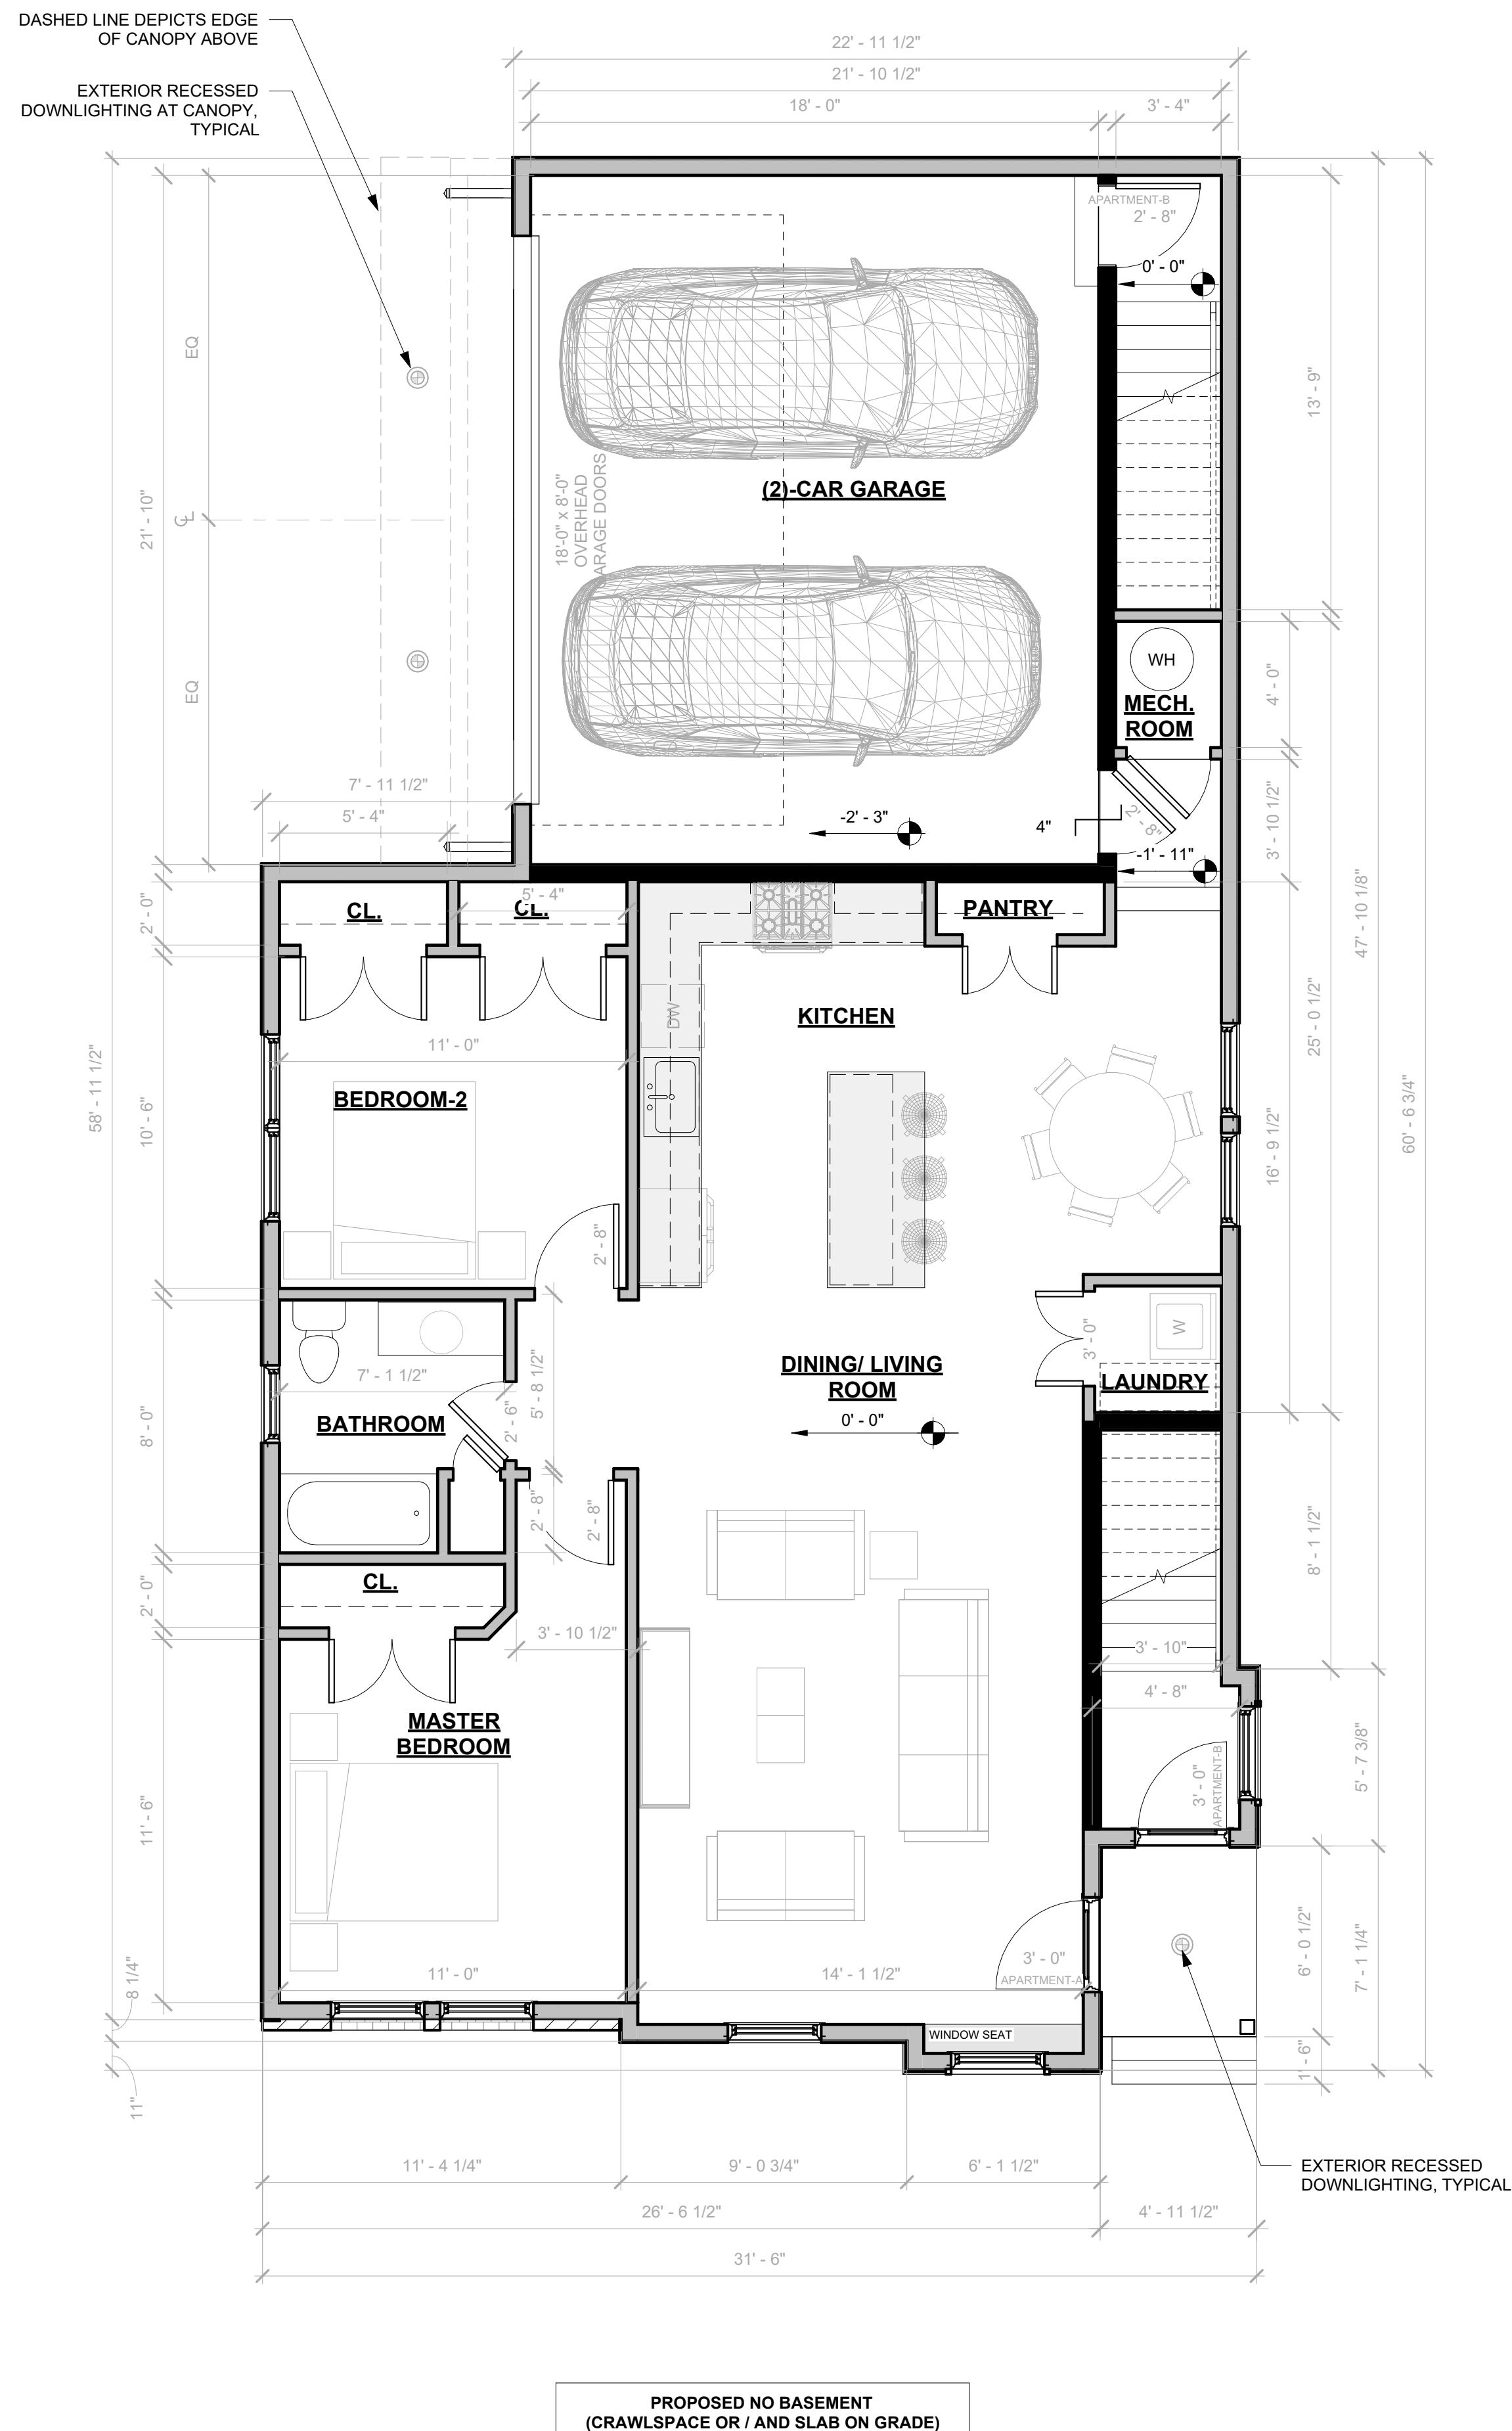 DASHED LINE DEPICTS EDGE
OF CANOPY ABOVE
EXTERIOR RECESSED
DOWNLIGHTING AT CANOPY,
TYPICAL
22' - 11 1/2"
21' - 10 1/2"
18' - 0"
3' - 4"
APARTMENT-B
2' - 8"
0' - 0"
EQ
13' - 9"
(2)-CAR GARAGE
18'-0" x 8'-0"
OVERHEAD
ARAGE DOORS
21' - 10"
CL
EQ
WH
MECH.
ROOM
4' - 0"
7' - 11 1/2"
5' - 4"
-2' - 3"
4"
2' - 8"
-1' - 11"
3' - 10 1/2"
2' - 0"
CL.
5' - 4"
CL.
PANTRY
47' - 10 1/8"
KITCHEN
DW
25' - 0 1/2"
11' - 0"
BEDROOM-2
58' - 11 1/2"
10' - 6"
60' - 6 3/4"
16' - 9 1/2"
2' - 8"
W
3' - 0"
LAUNDRY
DINING/ LIVING
ROOM
0' - 0"
7' - 1 1/2"
BATHROOM
5' - 8 1/2"
2' - 6"
8' - 0"
2' - 8"
2' - 8"
8' - 1 1/2"
2' - 0"
CL.
3' - 10 1/2"
3' - 10"
4' - 8"
MASTER
BEDROOM
3' - 0"
APARTMENT-B
5' - 7 3/8"
11' - 6"
11' - 0"
14' - 1 1/2"
3' - 0"
APARTMENT-A
6' - 0 1/2"
7' - 1 1/4"
8 1/4"
WINDOW SEAT
1' - 6"
11"
11' - 4 1/4"
9' - 0 3/4"
6' - 1 1/2"
EXTERIOR RECESSED
DOWNLIGHTING, TYPICAL
26' - 6 1/2"
4' - 11 1/2"
31' - 6"
PROPOSED NO BASEMENT
(CRAWLSPACE OR / AND SLAB ON GRADE)